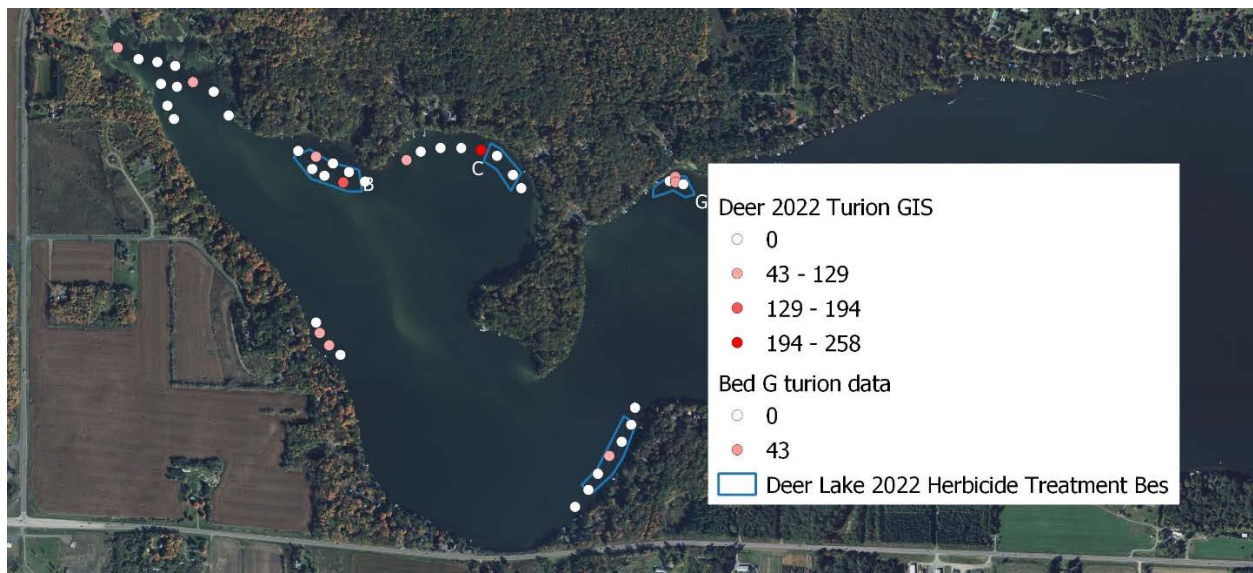 B
C
G
Deer 2022 Turion GIS
0
43 - 129
129 - 194
194 - 258
Bed G turion data
0
43
Deer Lake 2022 Herbicide Treatment Bes